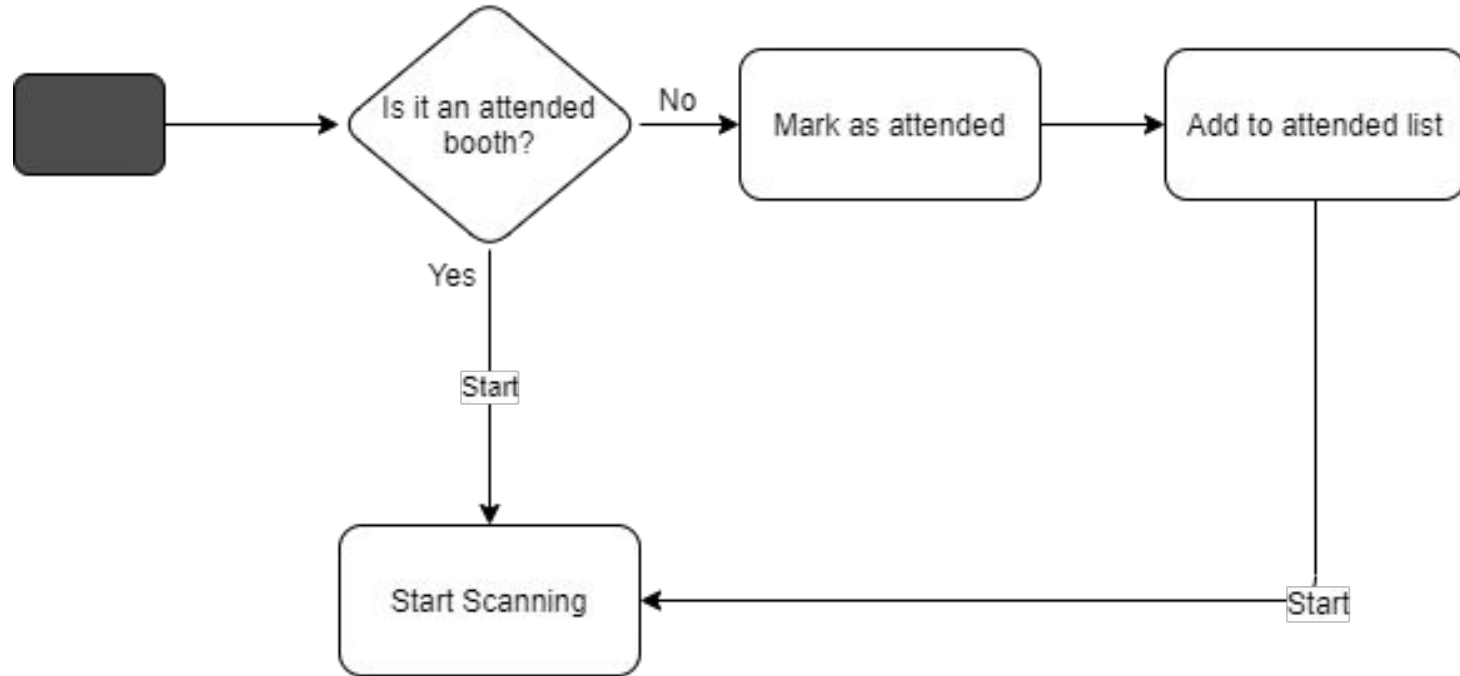 Is it an attended
booth?
No
Mark as attended
Add to attended list
Yes
Start
Start Scanning
Start